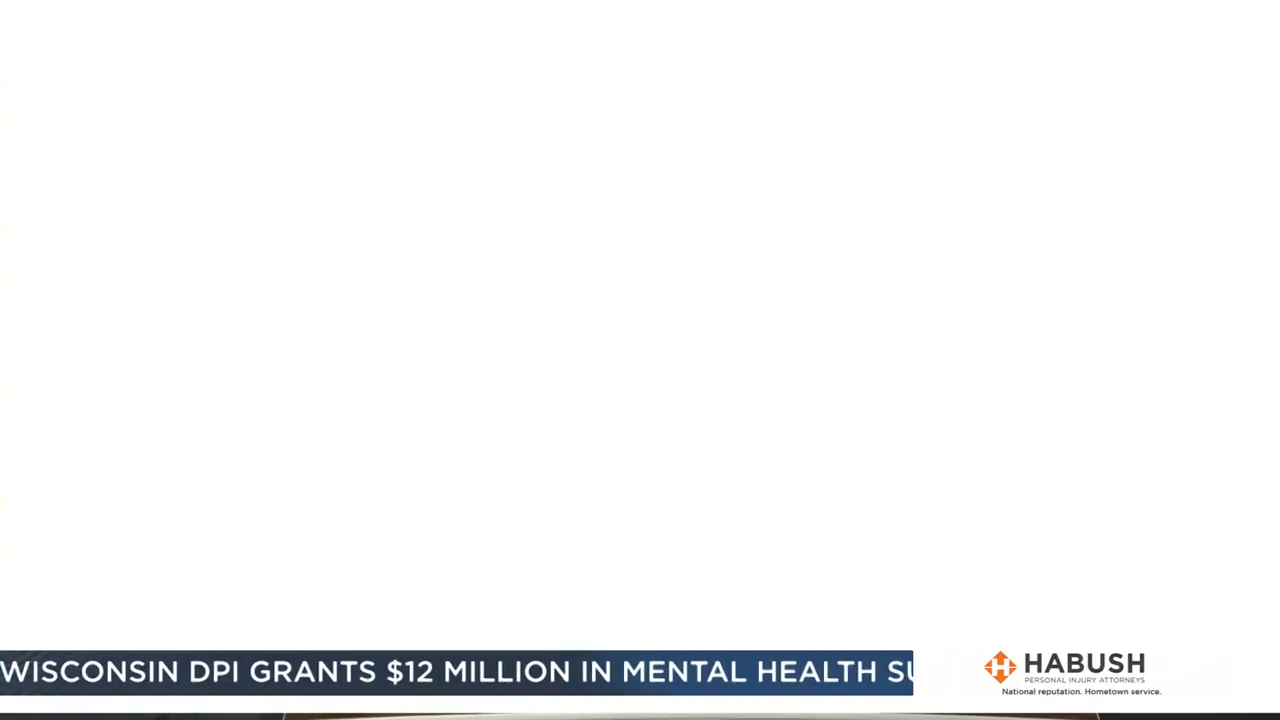 WISCONSIN DPI GRANTS $12 MILLION IN MENTAL HEALTH
HABUSH
PERSONAL INJURY ATTORNEYS
National reputation. Hometown service.